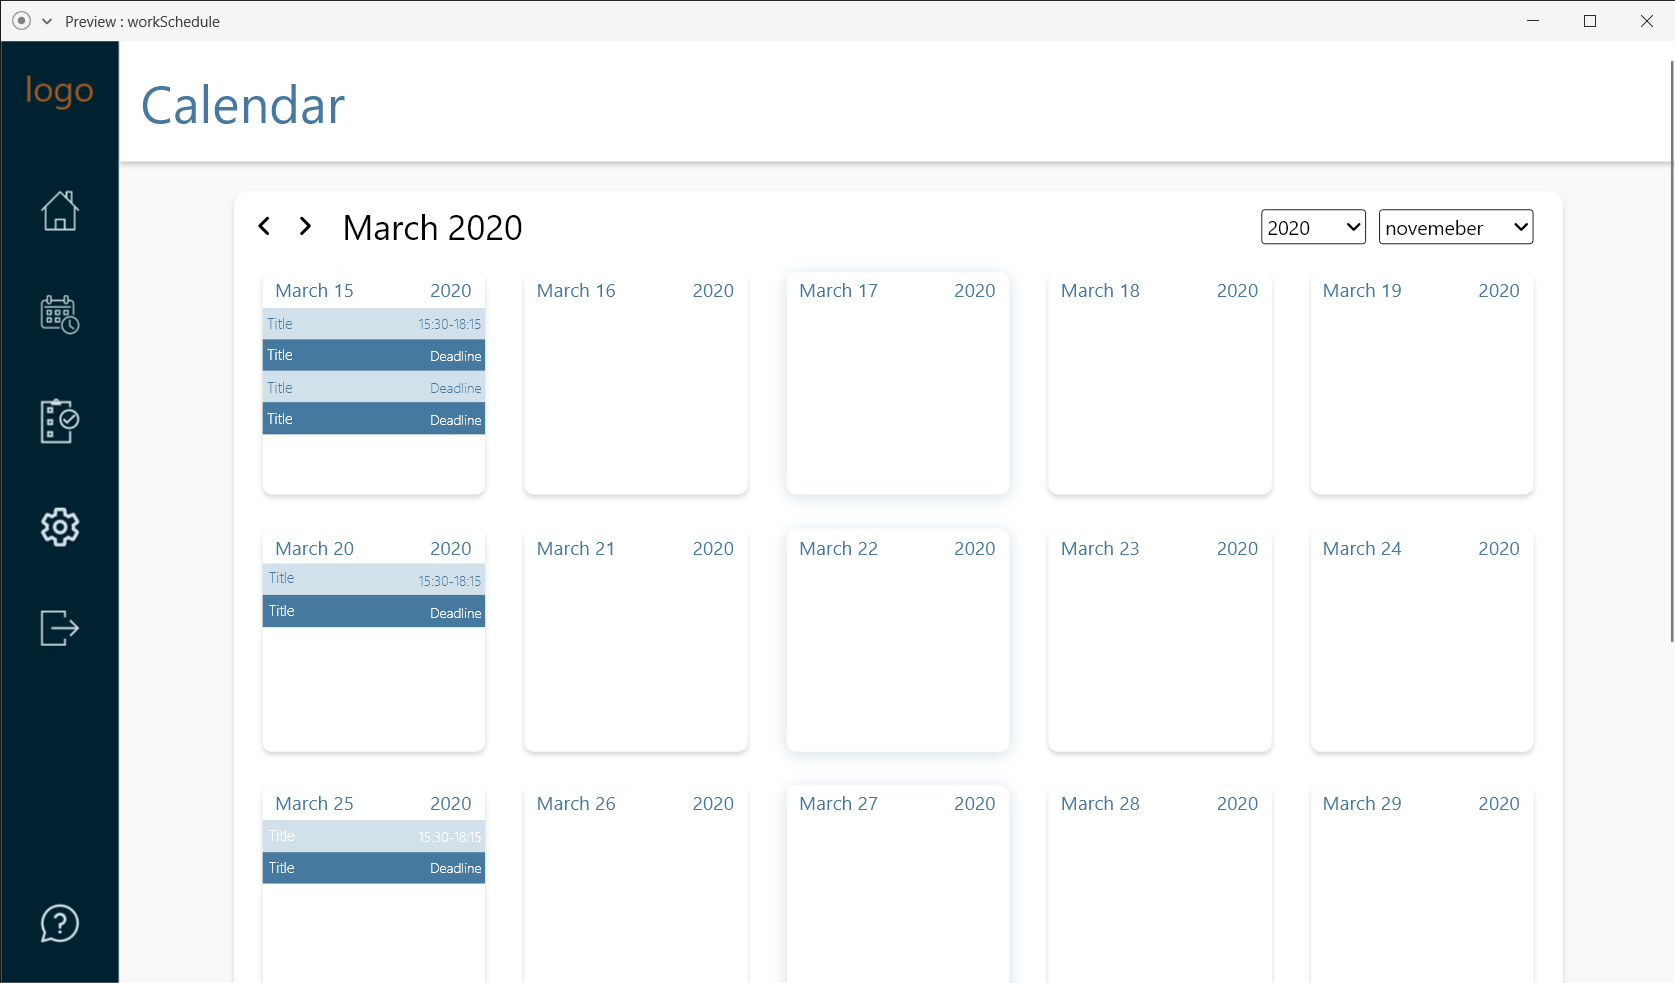 Preview : workSchedule
logo
Calendar
March 2020
2020
novemeber
March 15 2020
Title 15:30-18:15
Title Deadline
Title Deadline
Title Deadline
March 16 2020
March 17 2020
March 18 2020
March 19 2020
March 20 2020
Title 15:30-18:15
Title Deadline
March 21 2020
March 22 2020
March 23 2020
March 24 2020
March 25 2020
Title 15:30-18:15
Title Deadline
March 26 2020
March 27 2020
March 28 2020
March 29 2020
?